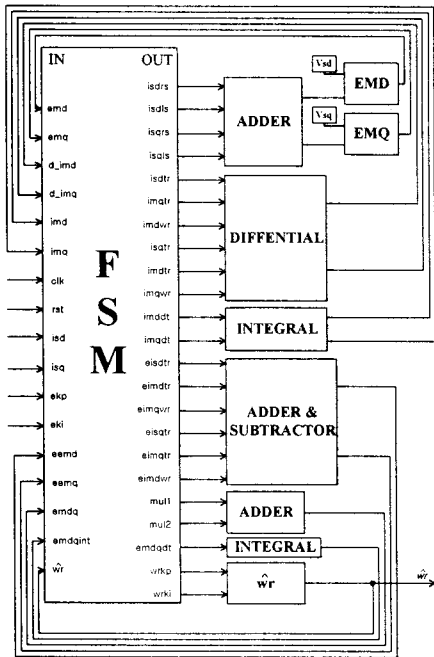 IN OUT
emd
emq
d_imd
d_imq
imd
imq
clk
rst
isd
isq
ekp
eki
eemd
eemq
emdq
emdqint
ŵr
F
S
M
isdrs
isdls
isqrs
isqls
isdtr
imqtr
imdwr
isqtr
imdtr
imqwr
imddt
imqdt
eisdtr
eimdtr
eimqwr
eisqtr
eimqtr
eimdwr
mul1
mul2
emdqdt
wrkp
wrki
ADDER
Vsd
EMD
Vsq
EMQ
DIFFENTIAL
INTEGRAL
ADDER &
SUBTRACTOR
ADDER
INTEGRAL
ŵr
ŵr